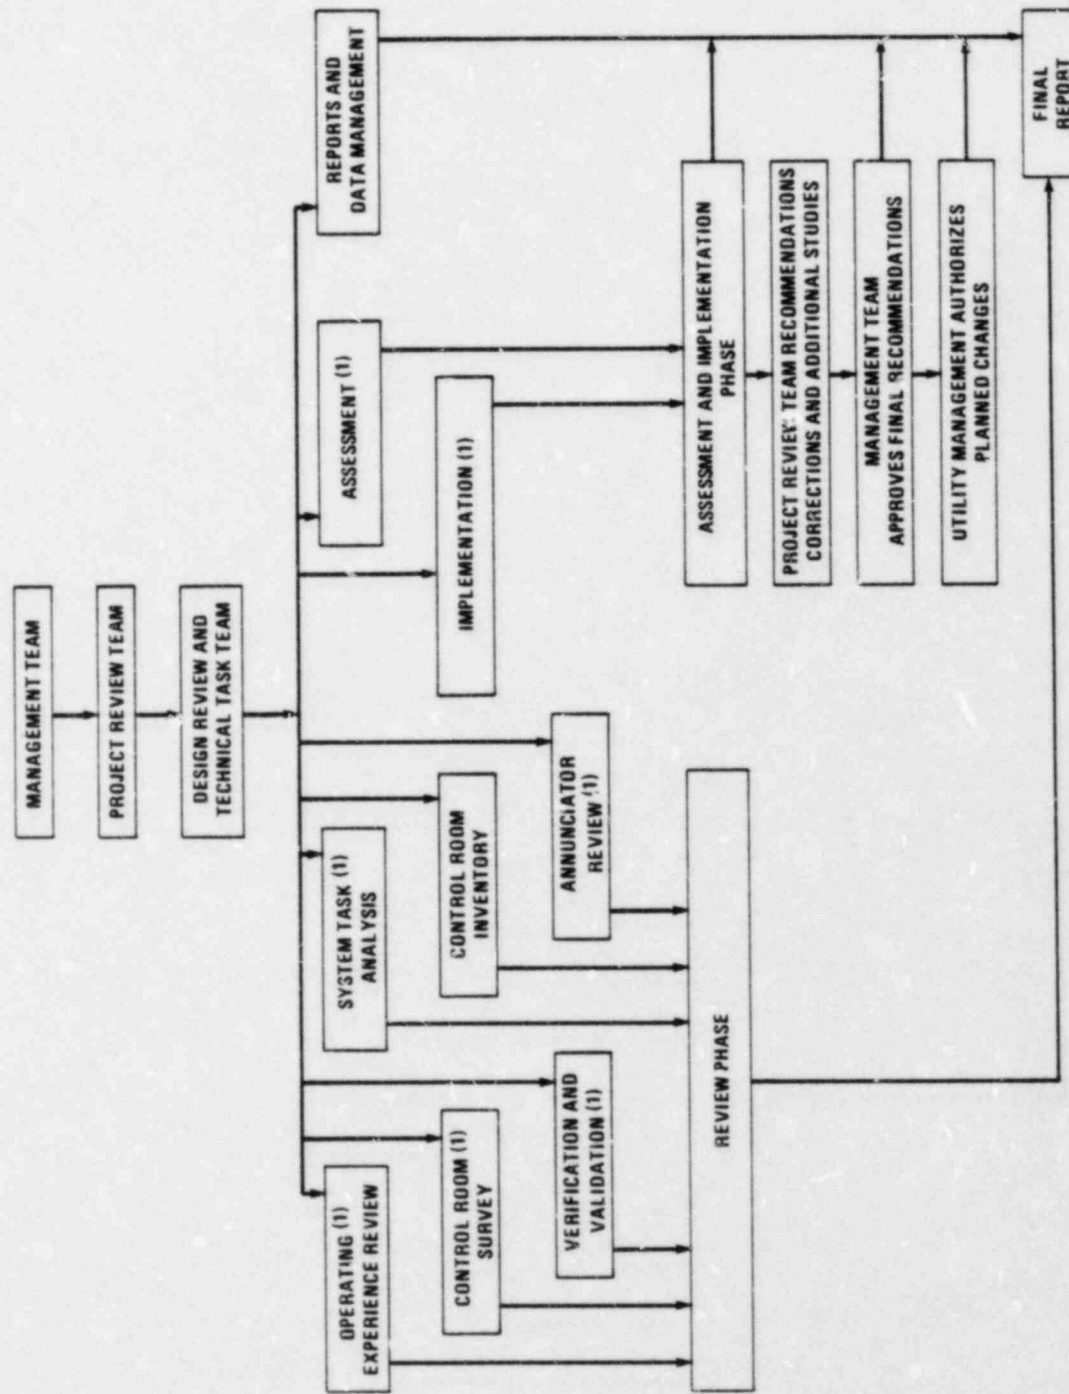 MANAGEMENT TEAM
PROJECT REVIEW TEAM
DESIGN REVIEW AND
TECHNICAL TASK TEAM
OPERATING (1)
EXPERIENCE REVIEW
SYSTEM TASK (1)
ANALYSIS
ASSESSMENT (1)
REPORTS AND
DATA MANAGEMENT
CONTROL ROOM (1)
SURVEY
CONTROL ROOM
INVENTORY
IMPLEMENTATION (1)
VERIFICATION AND
VALIDATION (1)
ANNUNCIATOR
REVIEW (1)
REVIEW PHASE
ASSESSMENT AND IMPLEMENTATION
PHASE
PROJECT REVIEW TEAM RECOMMENDATIONS
CORRECTIONS AND ADDITIONAL STUDIES
MANAGEMENT TEAM
APPROVES FINAL RECOMMENDATIONS
UTILITY MANAGEMENT AUTHORIZES
PLANNED CHANGES
FINAL
REPORT